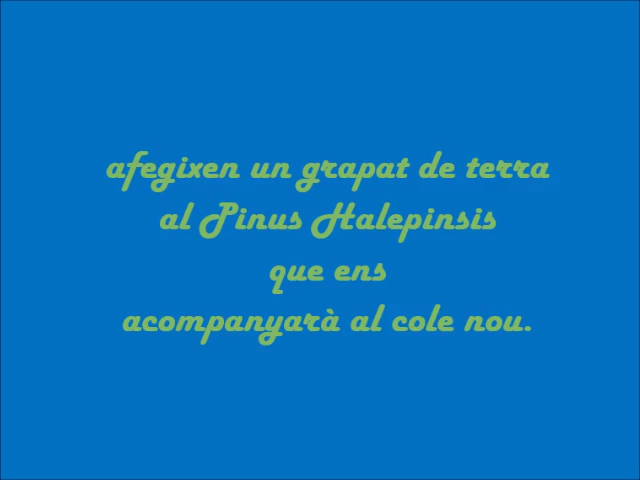 afegixen un grapat de terra
al Pinus Halepinsis
que ens
acompanyarà al cole nou.